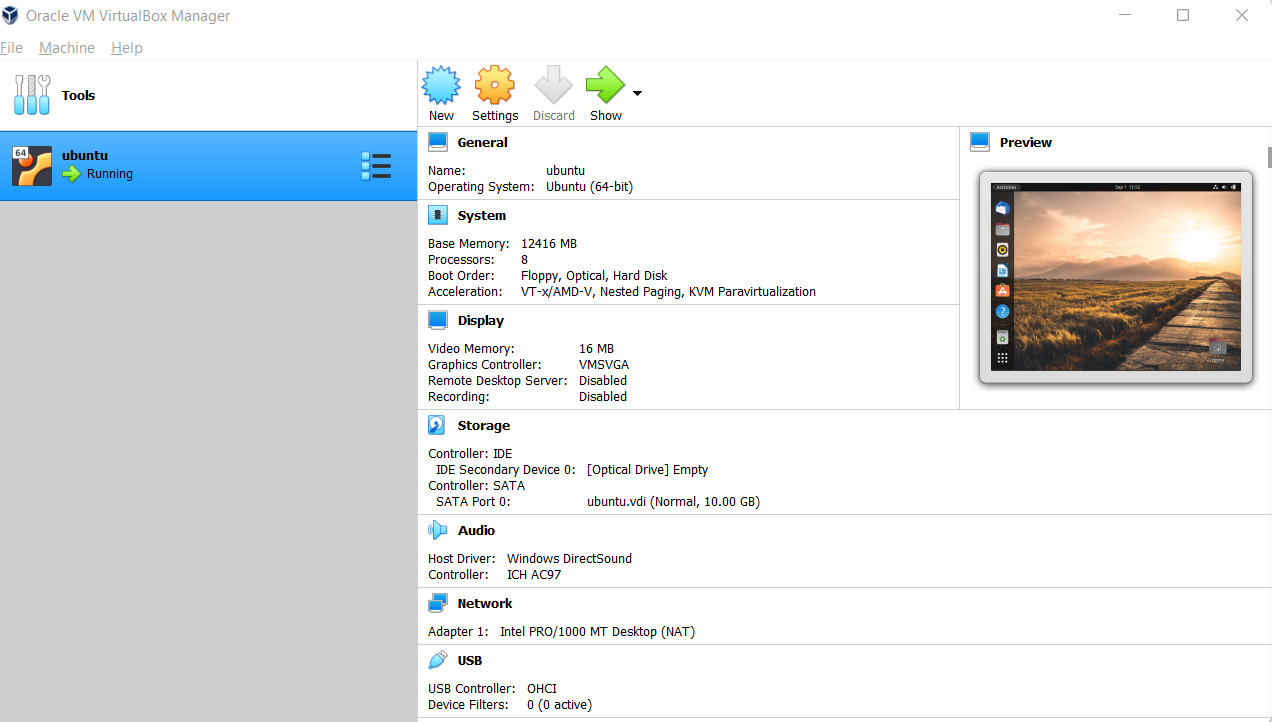 Oracle VM VirtualBox Manager
File Machine Help
Tools
64
ubuntu
Running
New Settings Discard Show
General
Name: ubuntu
Operating System: Ubuntu (64-bit)
System
Base Memory: 12416 MB
Processors: 8
Boot Order: Floppy, Optical, Hard Disk
Acceleration: VT-x/AMD-V, Nested Paging, KVM Paravirtualization
Display
Video Memory: 16 MB
Graphics Controller: VMSVGA
Remote Desktop Server: Disabled
Recording: Disabled
Storage
Controller: IDE
IDE Secondary Device 0: [Optical Drive] Empty
Controller: SATA
SATA Port 0: ubuntu.vdi (Normal, 10.00 GB)
Audio
Host Driver: Windows DirectSound
Controller: ICH AC97
Network
Adapter 1: Intel PRO/1000 MT Desktop (NAT)
USB
USB Controller: OHCI
Device Filters: 0 (0 active)
Preview
Activities Sep 1 12:52
Home